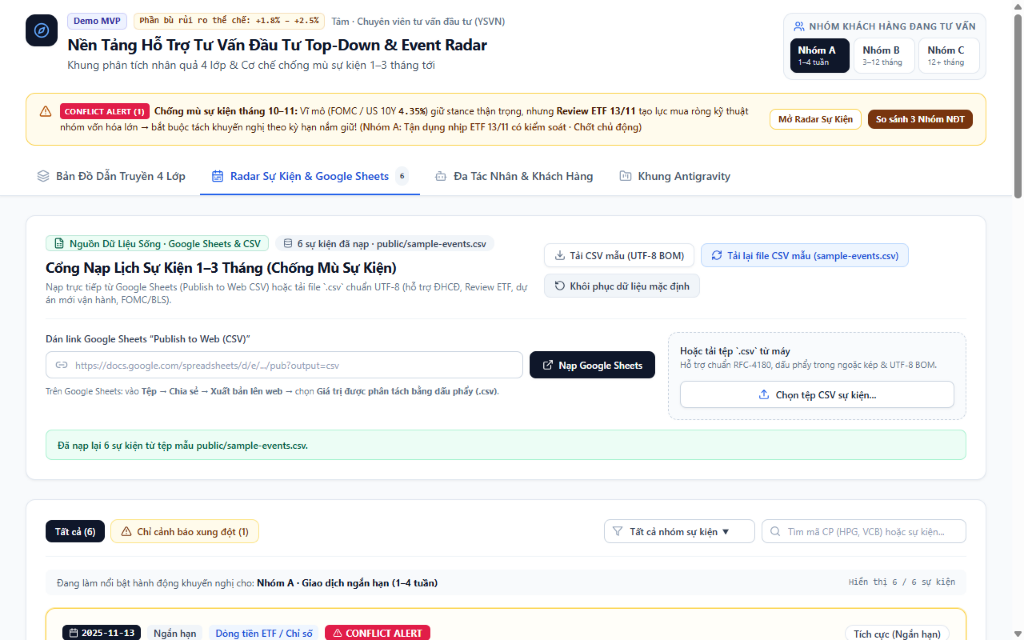 Demo MVP
Phần bù rủi ro thể chế: +1.8% – +2.5%
Tâm · Chuyên viên tư vấn đầu tư (YSVN)
Nền Tảng Hỗ Trợ Tư Vấn Đầu Tư Top-Down & Event Radar
Khung phân tích nhân quả 4 lớp & Cơ chế chống mù sự kiện 1–3 tháng tới
NHÓM KHÁCH HÀNG ĐANG TƯ VẤN
Nhóm A
1–4 tuần
Nhóm B
3–12 tháng
Nhóm C
12+ tháng
CONFLICT ALERT (1) Chống mù sự kiện tháng 10–11: Vĩ mô (FOMC / US 10Y 4.35%) giữ stance thận trọng, nhưng Review ETF 13/11 tạo lực mua ròng kỹ thuật
nhóm vốn hóa lớn → bắt buộc tách khuyến nghị theo kỳ hạn nắm giữ! (Nhóm A: Tận dụng nhịp ETF 13/11 có kiểm soát · Chốt chủ động)
Mở Radar Sự Kiện
So sánh 3 Nhóm NĐT
Bản Đồ Dẫn Truyền 4 Lớp
Radar Sự Kiện & Google Sheets 6
Đa Tác Nhân & Khách Hàng
Khung Antigravity
Nguồn Dữ Liệu Sống · Google Sheets & CSV
6 sự kiện đã nạp · public/sample-events.csv
Cổng Nạp Lịch Sự Kiện 1–3 Tháng (Chống Mù Sự Kiện)
Nạp trực tiếp từ Google Sheets (Publish to Web CSV) hoặc tải file `.csv` chuẩn UTF-8 (hỗ trợ ĐHCĐ, Review ETF, dự
án mới vận hành, FOMC/BLS).
Tải CSV mẫu (UTF-8 BOM)
Tải lại file CSV mẫu (sample-events.csv)
Khôi phục dữ liệu mặc định
Dán link Google Sheets “Publish to Web (CSV)”
https://docs.google.com/spreadsheets/d/e/.../pub?output=csv
Nạp Google Sheets
Trên Google Sheets: vào Tệp → Chia sẻ → Xuất bản lên web → chọn Giá trị được phân tách bằng dấu phẩy (.csv).
Hoặc tải tệp `.csv` từ máy
Hỗ trợ chuẩn RFC-4180, dấu phẩy trong ngoặc kép & UTF-8 BOM.
Chọn tệp CSV sự kiện...
Đã nạp lại 6 sự kiện từ tệp mẫu public/sample-events.csv.
Tất cả (6)
Chỉ cảnh báo xung đột (1)
Tất cả nhóm sự kiện ▼
Tìm mã CP (HPG, VCB) hoặc sự kiện...
Đang làm nổi bật hành động khuyến nghị cho: Nhóm A · Giao dịch ngắn hạn (1–4 tuần)
Hiển thị 6 / 6 sự kiện
2025-11-13
Ngắn hạn
Dòng tiền ETF / Chỉ số
CONFLICT ALERT
Tích cực (Ngắn hạn)